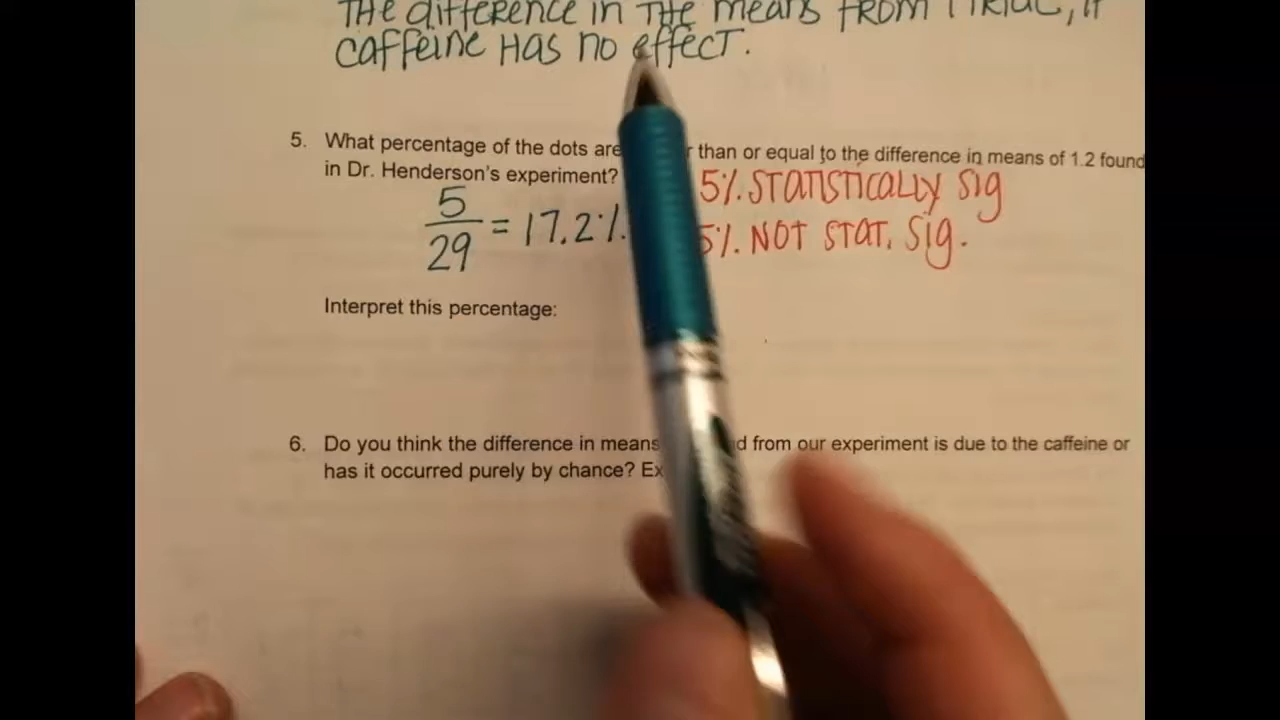 THE difference in THE means from 1 TRIAL, if
caffeine HAS no effect.
5. What percentage of the dots are than or equal to the difference in means of 1.2 found
in Dr. Henderson's experiment? 5% STATISTICALLY SIG
5/29 = 17.2% 5% NOT STAT. SIG.
Interpret this percentage:
6. Do you think the difference in means from our experiment is due to the caffeine or
has it occurred purely by chance?